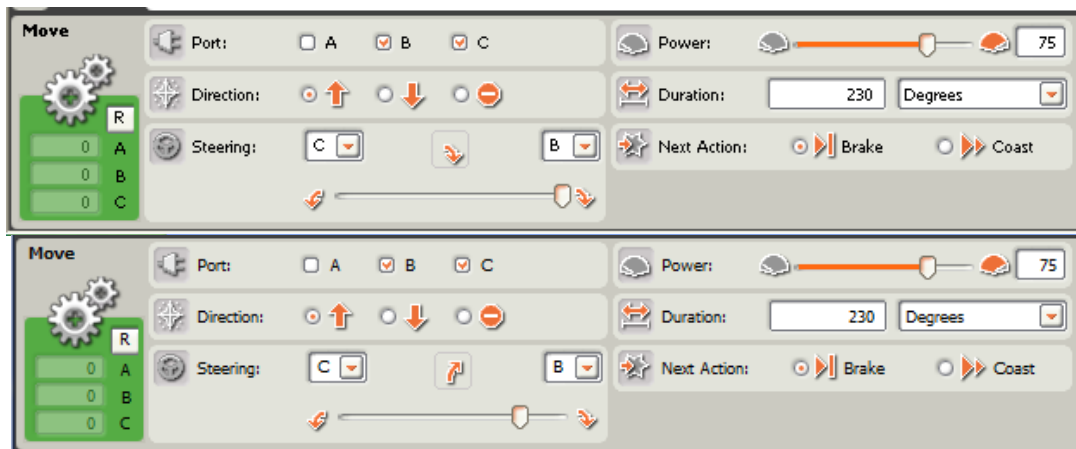 Move
Port: A B C Power: 75
Direction: Duration: 230 Degrees
R
Steering: C B Next Action: Brake Coast
0 A
0 B
0 C
Move
Port: A B C Power: 75
Direction: Duration: 230 Degrees
R
Steering: C B Next Action: Brake Coast
0 A
0 B
0 C